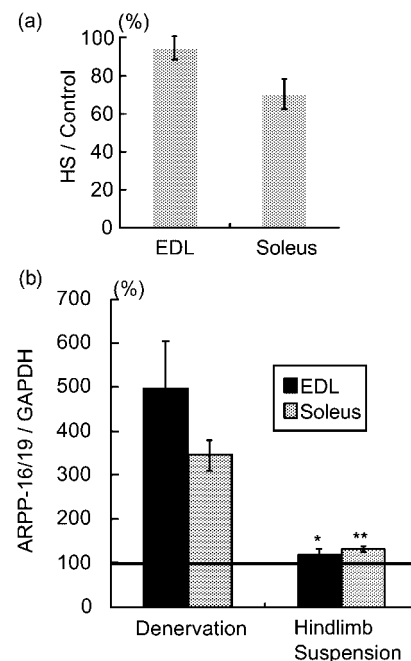 (a)
(%)
100
80
60
40
20
0
HS / Control
EDL
Soleus
(b)
(%)
700
600
500
400
300
200
100
0
ARPP-16/19 / GAPDH
EDL
Soleus
*
**
Denervation
Hindlimb
Suspension